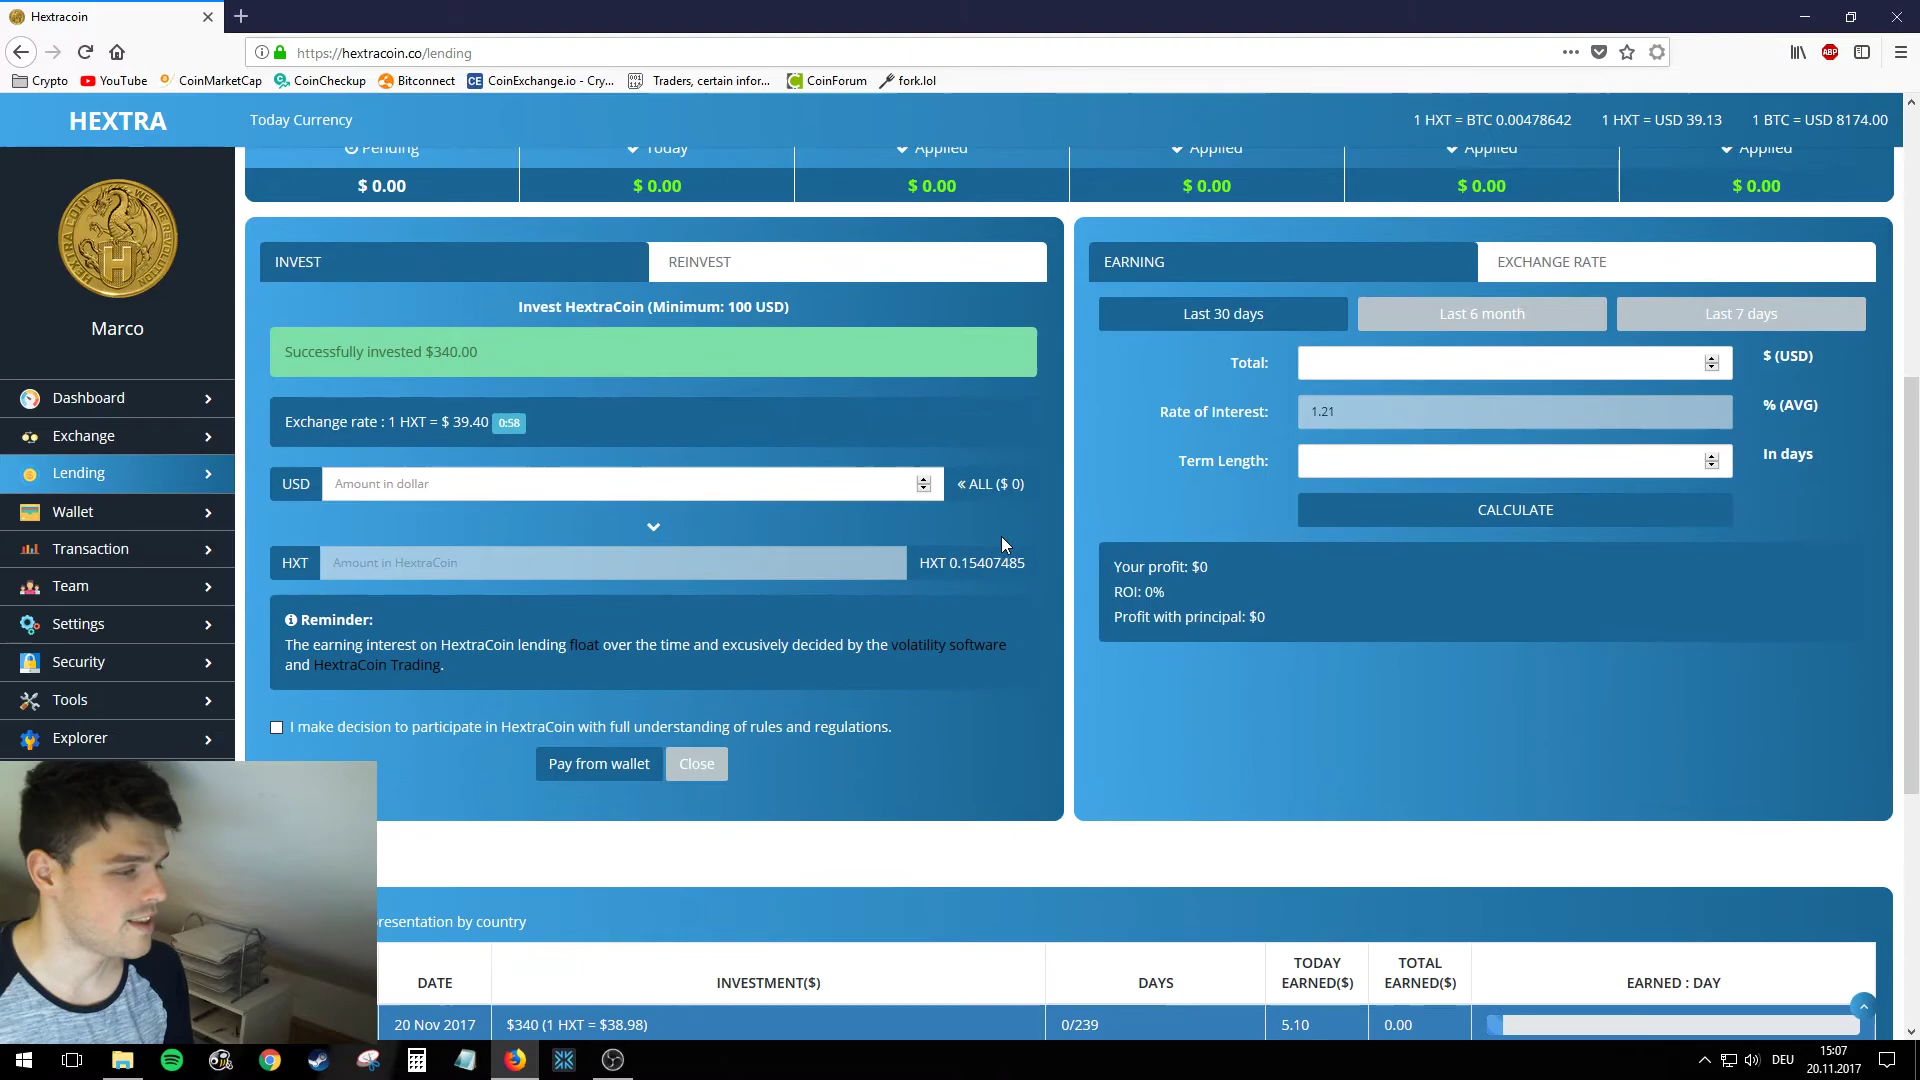 Hextracoin
https://hextracoin.co/lending
Crypto
YouTube
CoinMarketCap
CoinCheckup
Bitconnect
CoinExchange.io - Cry...
Traders, certain infor...
CoinForum
fork.lol
HEXTRA
Today Currency
1 HXT = BTC 0.00478642
1 HXT = USD 39.13
1 BTC = USD 8174.00
Pending
Today
Applied
Applied
Applied
Applied
$ 0.00
$ 0.00
$ 0.00
$ 0.00
$ 0.00
$ 0.00
HEXTRA COIN WE ARE REVOLUTION
H
Marco
Dashboard
Exchange
Lending
Wallet
Transaction
Team
Settings
Security
Tools
Explorer
INVEST
REINVEST
Invest HextraCoin (Minimum: 100 USD)
Successfully invested $340.00
Exchange rate : 1 HXT = $ 39.40 0:58
USD
Amount in dollar
« ALL ($ 0)
HXT
Amount in HextraCoin
HXT 0.15407485
Reminder:
The earning interest on HextraCoin lending float over the time and excusively decided by the volatility software
and HextraCoin Trading.
I make decision to participate in HextraCoin with full understanding of rules and regulations.
Pay from wallet
Close
EARNING
EXCHANGE RATE
Last 30 days
Last 6 month
Last 7 days
Total:
$ (USD)
Rate of Interest:
1.21
% (AVG)
Term Length:
In days
CALCULATE
Your profit: $0
ROI: 0%
Profit with principal: $0
presentation by country
DATE
INVESTMENT($)
DAYS
TODAY
EARNED($)
TOTAL
EARNED($)
EARNED : DAY
20 Nov 2017
$340 (1 HXT = $38.98)
0/239
5.10
0.00
DEU
15:07
20.11.2017